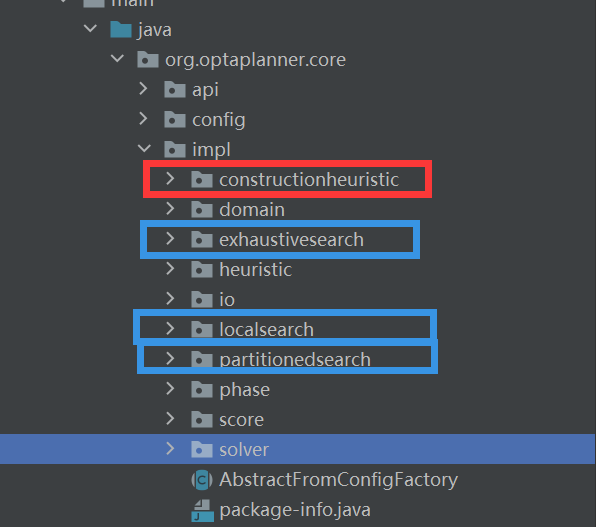 main
java
org.optaplanner.core
api
config
impl
constructionheuristic
domain
exhaustivesearch
heuristic
io
localsearch
partitionedsearch
phase
score
solver
AbstractFromConfigFactory
package-info.java